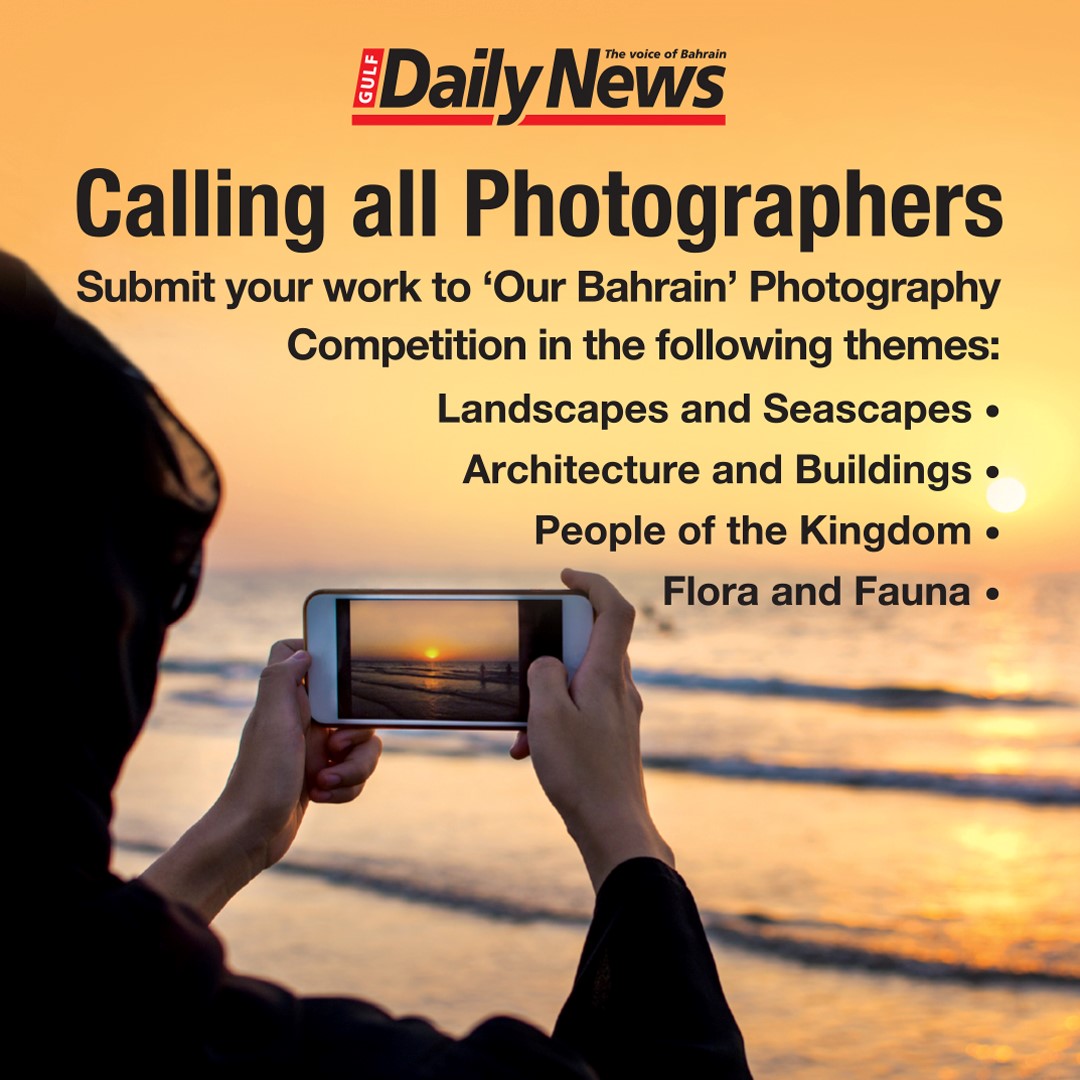 GULF
Daily News
The voice of Bahrain
Calling all Photographers
Submit your work to ‘Our Bahrain’ Photography
Competition in the following themes:
Landscapes and Seascapes •
Architecture and Buildings •
People of the Kingdom •
Flora and Fauna •